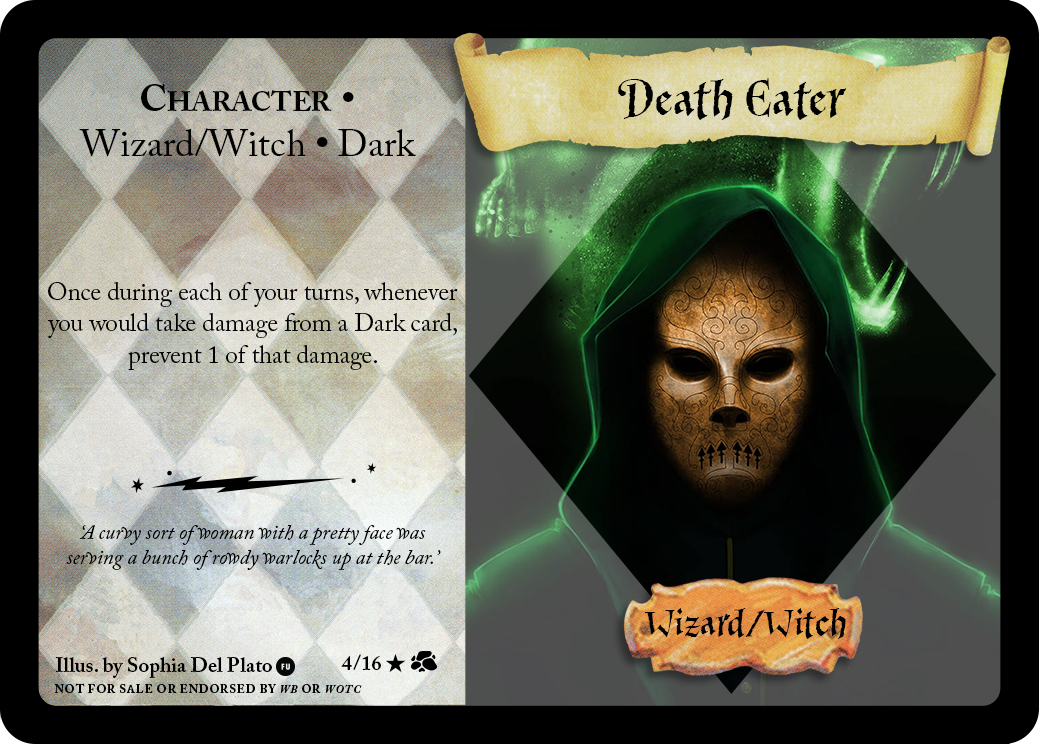 Death Eater
CHARACTER •
Wizard/Witch • Dark
Once during each of your turns, whenever
you would take damage from a Dark card,
prevent 1 of that damage.
‘A curvy sort of woman with a pretty face was
serving a bunch of rowdy warlocks up at the bar.’
Illus. by Sophia Del Plato FU 4/16
NOT FOR SALE OR ENDORSED BY WB OR WOTC
Wizard/Witch